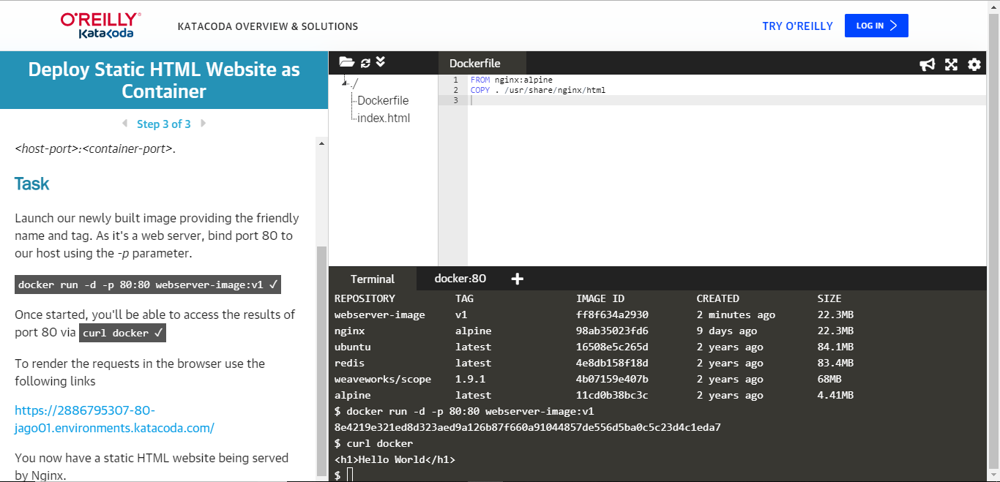 O'REILLY®
Katacoda
KATACODA OVERVIEW & SOLUTIONS
TRY O'REILLY
LOG IN
Deploy Static HTML Website as
Container
Step 3 of 3
<host-port>:<container-port>.
Task
Launch our newly built image providing the friendly
name and tag. As it's a web server, bind port 80 to
our host using the -p parameter.
docker run -d -p 80:80 webserver-image:v1 ✓
Once started, you'll be able to access the results of
port 80 via curl docker ✓
To render the requests in the browser use the
following links
https://2886795307-80-
jago01.environments.katacoda.com/
You now have a static HTML website being served
by Nginx.
./
Dockerfile
index.html
Dockerfile
1 FROM nginx:alpine
2 COPY . /usr/share/nginx/html
3
Terminal
docker:80
REPOSITORY TAG IMAGE ID CREATED SIZE
webserver-image v1 ff8f634a2930 2 minutes ago 22.3MB
nginx alpine 98ab35023fd6 9 days ago 22.3MB
ubuntu latest 16508e5c265d 2 years ago 84.1MB
redis latest 4e8db158f18d 2 years ago 83.4MB
weaveworks/scope 1.9.1 4b07159e407b 2 years ago 68MB
alpine latest 11cd0b38bc3c 2 years ago 4.41MB
$ docker run -d -p 80:80 webserver-image:v1
8e4219e321ed8d323aed9a126b87f660a91044857de556d5ba0c5c23d4c1eda7
$ curl docker
<h1>Hello World</h1>
$